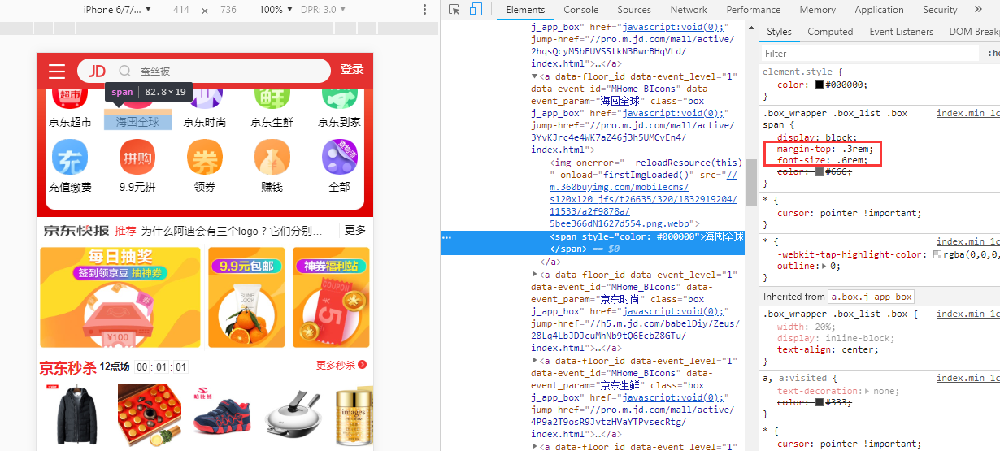 iPhone 6/7/... ▼ 414 × 736 100% ▼ DPR: 3.0 ▼
JD 蚕丝被 登录
span 82.8×19
超市
鲜
京东超市 海囤全球 京东时尚 京东生鲜 京东到家
拼购 券 查物流
充值缴费 9.9元拼 领券 赚钱 全部
京东快报 推荐 为什么阿迪会有三个logo？它们分别… 更多
每日抽奖
签到领京豆 抽神券
¥100
9.9元包邮
神券福利站
COUPON
5
京东秒杀 12点场 00 : 01 : 01 更多秒杀
images
Elements Console Sources Network Performance Memory Application Security »
j_app_box" href="javascript:void(0);"
jump-href="//pro.m.jd.com/mall/active/
2hqsQcyM5bEUVSStkN3BwrBHqVLd/
index.html">…</a>
▼<a data-floor_id data-event_level="1"
data-event_id="MHome_BIcons" data-
event_param="海囤全球" class="box
j_app_box" href="javascript:void(0);"
jump-href="//pro.m.jd.com/mall/active/
3YvKJrc4e4WK7aZ46j3h5UMCvEn4/
index.html">
<img onerror="__reloadResource(this)
" onload="firstImgLoaded()" src="//
m.360buyimg.com/mobilecms/
s120x120_jfs/t26635/320/1832919204/
11533/a2f9878a/
5bee366dN1627d554.png.webp">
<span style="color: #000000">海囤全球
</span> == $0
</a>
▶<a data-floor_id data-event_level="1"
data-event_id="MHome_BIcons" data-
event_param="京东时尚" class="box
j_app_box" href="javascript:void(0);"
jump-href="//h5.m.jd.com/babelDiy/Zeus/
28Lq4LbJDJcuMhNb9tQ6EcbZ8GTu/
index.html">…</a>
▶<a data-floor_id data-event_level="1"
data-event_id="MHome_BIcons" data-
event_param="京东生鲜" class="box
j_app_box" href="javascript:void(0);"
jump-href="//pro.m.jd.com/mall/active/
4P9a2T9osR9JvtzHVaYTPvsecRtg/
index.html">…</a>
▶<a data-floor_id data-event_level="1"
Styles Computed Event Listeners DOM Breakp
Filter :ho
element.style {
color: #000000;
}
.box_wrapper .box_list .box index.min 1c
span {
display: block;
margin-top: .3rem;
font-size: .6rem;
color: #666;
}
* {
cursor: pointer !important;
}
* { index.min 1c
-webkit-tap-highlight-color: rgba(0,0,0,
outline:▶ 0;
}
Inherited from a.box.j_app_box
.box_wrapper .box_list .box { index.min 1c
width: 20%;
display: inline-block;
text-align: center;
}
a, a:visited { index.min 1c
text-decoration:▶ none;
color: #333;
}
* {
cursor: pointer !important;